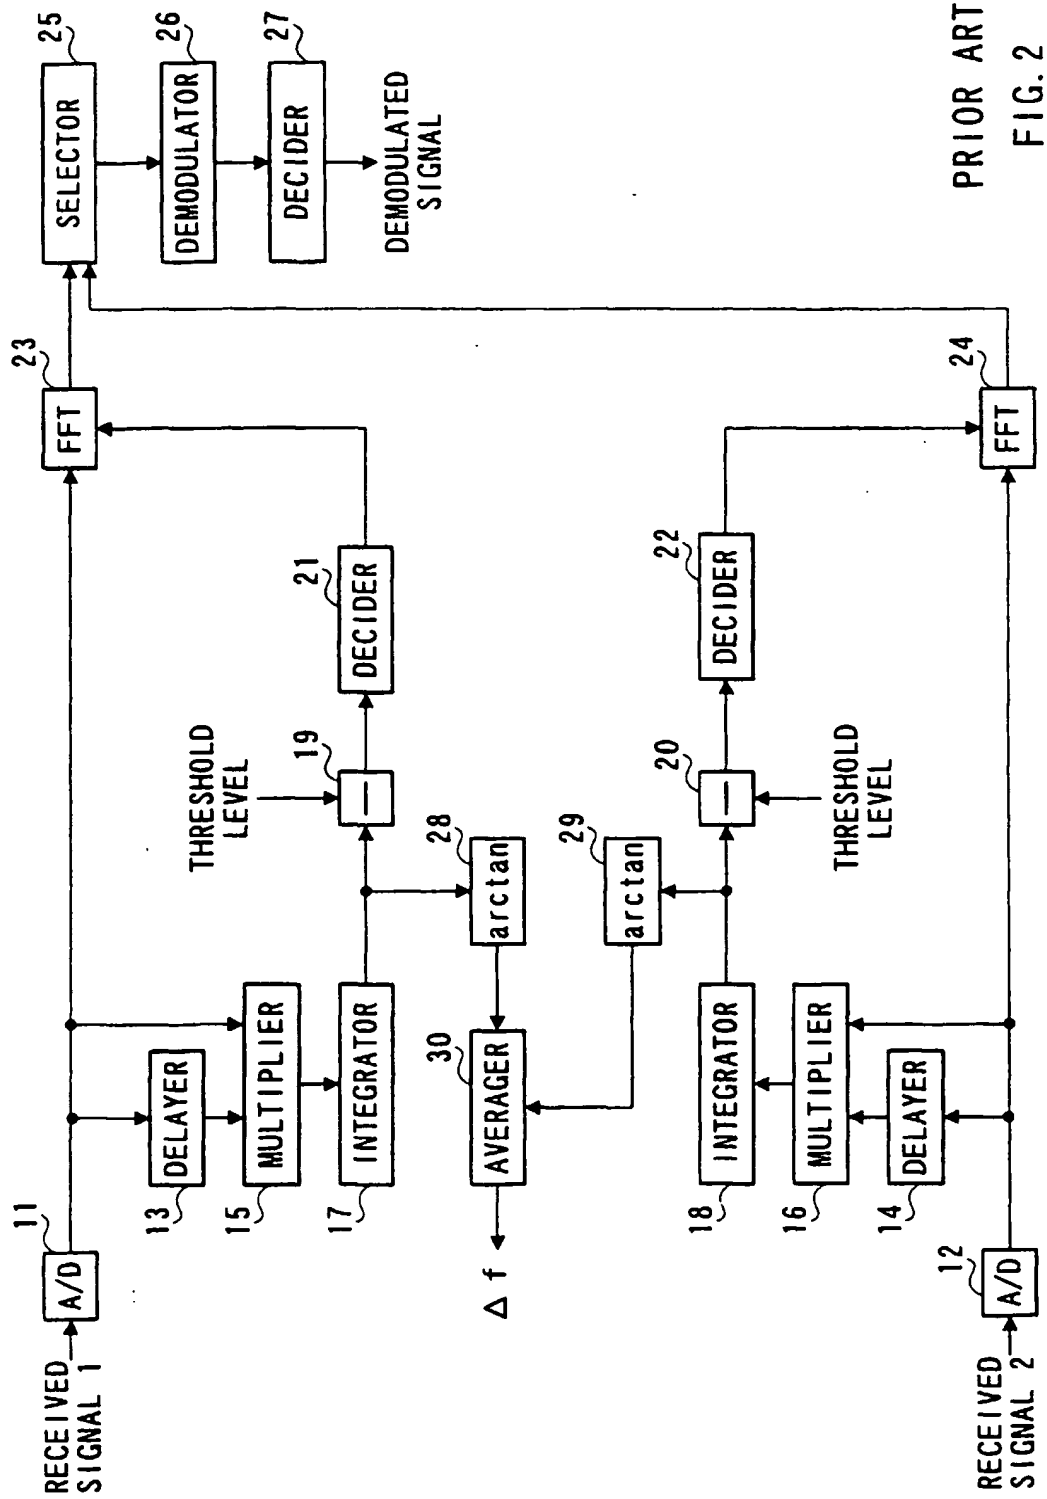 RECEIVED
SIGNAL 1
A/D
11
DELAYER
13
MULTIPLIER
15
INTEGRATOR
17
THRESHOLD
LEVEL
—
19
DECIDER
21
FFT
23
SELECTOR
25
DEMODULATOR
26
DECIDER
27
DEMODULATED
SIGNAL
arctan
28
arctan
29
AVERAGER
30
Δf
RECEIVED
SIGNAL 2
A/D
12
DELAYER
14
MULTIPLIER
16
INTEGRATOR
18
THRESHOLD
LEVEL
—
20
DECIDER
22
FFT
24
PRIOR ART
FIG. 2